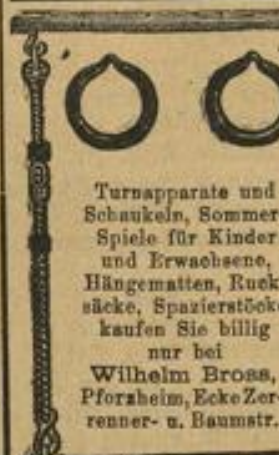 Turnapparate und
Schaukeln, Sommer-
Spiele für Kinder
und Erwachsene,
Hängematten, Ruck-
säcke, Spazierstöcke
kaufen Sie billig
nur bei
Wilhelm Bross,
Pforzheim, Ecke Zer-
renner- u. Baumstr.